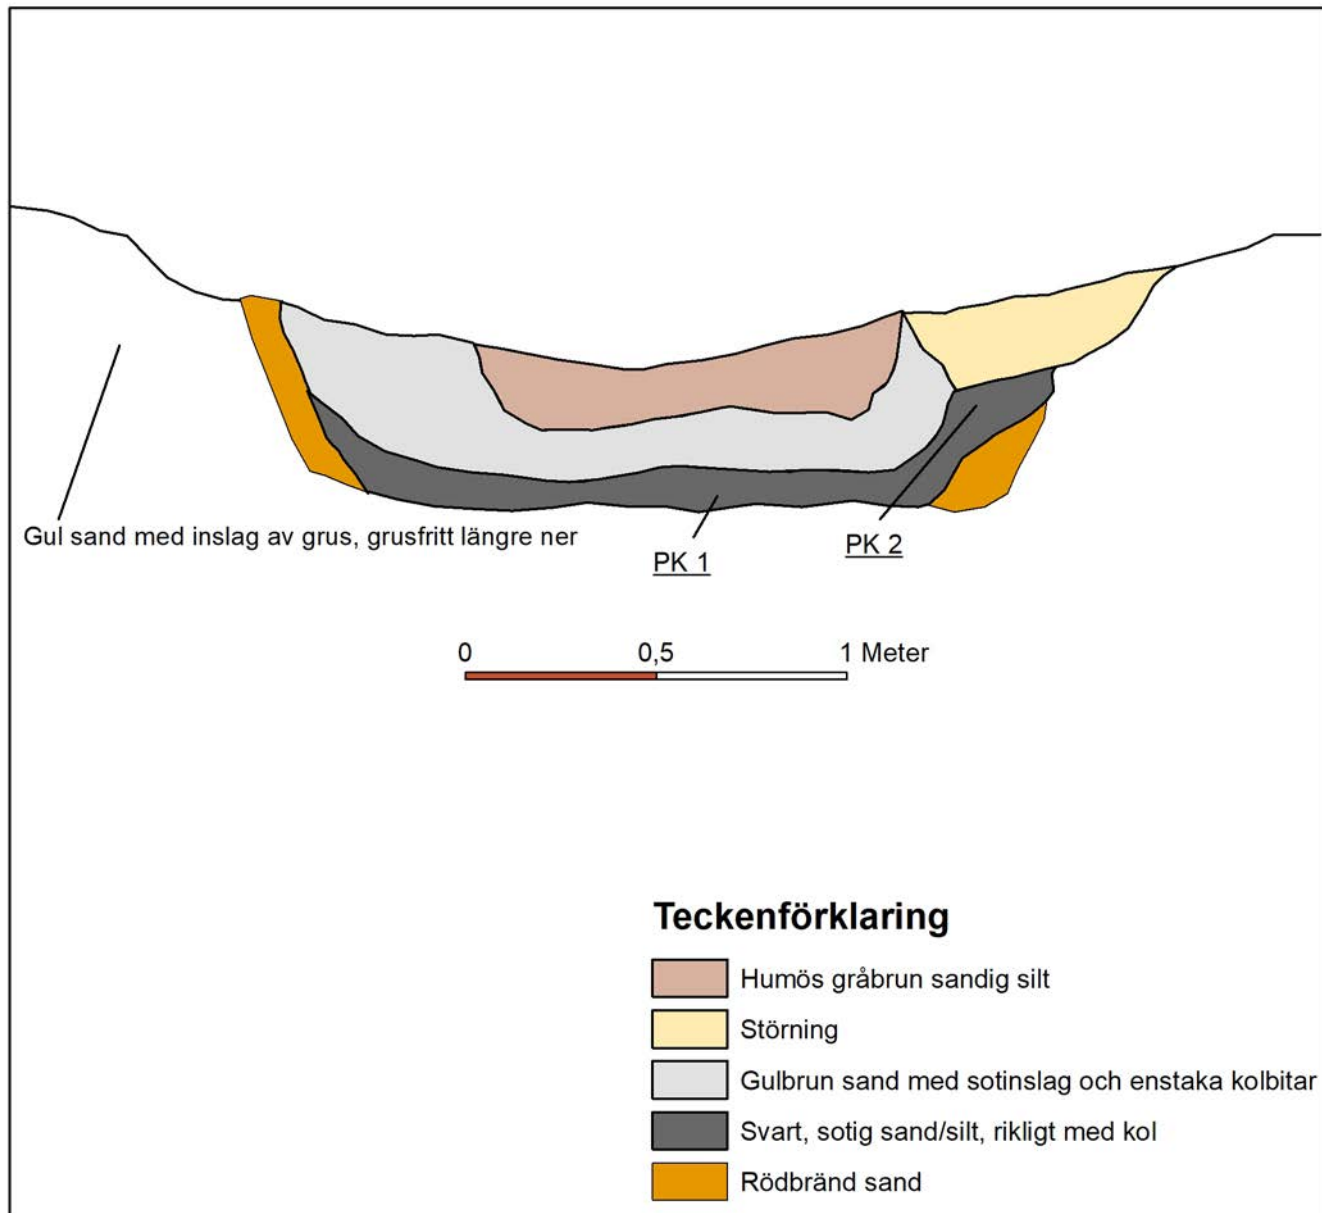 Gul sand med inslag av grus, grusfritt längre ner
PK 1
PK 2
0 0,5 1 Meter
Teckenförklaring
Humös gråbrun sandig silt
Störning
Gulbrun sand med sotinslag och enstaka kolbitar
Svart, sotig sand/silt, rikligt med kol
Rödbränd sand